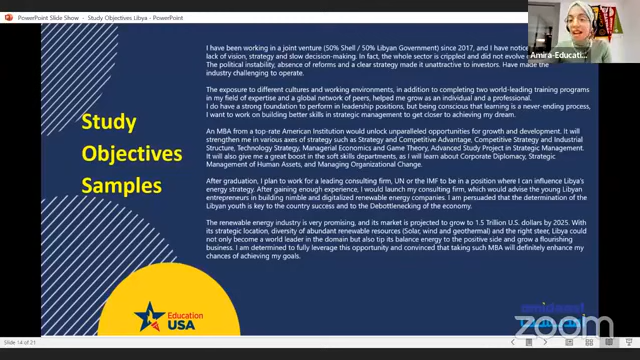 PowerPoint Slide Show - Study Objectives Libya - PowerPoint
Study
Objectives
Samples
I have been working in a joint venture (50% Shell / 50% Libyan Government) since 2017, and I have
lack of vision, strategy and slow decision-making. In fact, the whole sector is crippled and did not evolve
The political instability, absence of reforms and a clear strategy made it unattractive to investors. Have made the
industry challenging to operate.
The exposure to different cultures and working environments, in addition to completing two world-leading training programs
in my field of expertise and a global network of peers, helped me grow as an individual and a professional.
I do have a strong foundation to perform in leadership positions, but being conscious that learning is a never-ending process,
I want to work on building better skills in strategic management to get closer to achieving my dream.
An MBA from a top-rate American Institution would unlock unparalleled opportunities for growth and development. It will
strengthen me in various axes of strategy such as Strategy and Competitive Advantage, Competitive Strategy and Industrial
Structure, Technology Strategy, Managerial Economics and Game Theory, Advanced Study Project in Strategic Management.
It will also give me a great boost in the soft skills departments, as I will learn about Corporate Diplomacy, Strategic
Management of Human Assets, and Managing Organizational Change.
After graduation, I plan to work for a leading consulting firm, UN or the IMF to be in a position where I can influence Libya's
energy strategy. After gaining enough experience, I would launch my consulting firm, which would advise the young Libyan
entrepreneurs in building nimble and digitalized renewable energy companies. I am persuaded that the determination of the
Libyan youth is key to the country success and to the Debottlenecking of the economy.
The renewable energy industry is very promising, and its market is projected to grow to 1.5 Trillion U.S. dollars by 2025. With
its strategic location, diversity of abundant renewable resources (Solar, wind and geothermal) and the right steer, Libya could
not only become a world leader in the domain but also tip its balance energy to the positive side and grow a flourishing
business. I am determined to fully leverage this opportunity and convinced that taking such MBA will definitely enhance my
chances of achieving my goals.
Amira-Educati
Education
USA
zoom
Slide 14 of 21